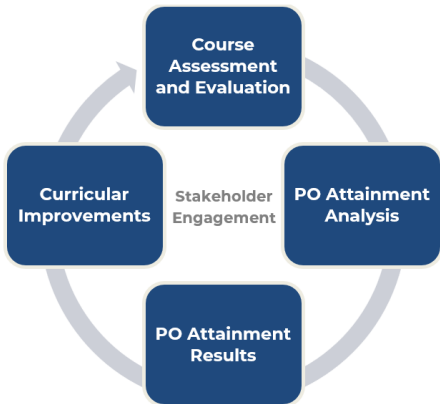 Course
Assessment
and Evaluation
Curricular
Improvements
Stakeholder
Engagement
PO Attainment
Analysis
PO Attainment
Results